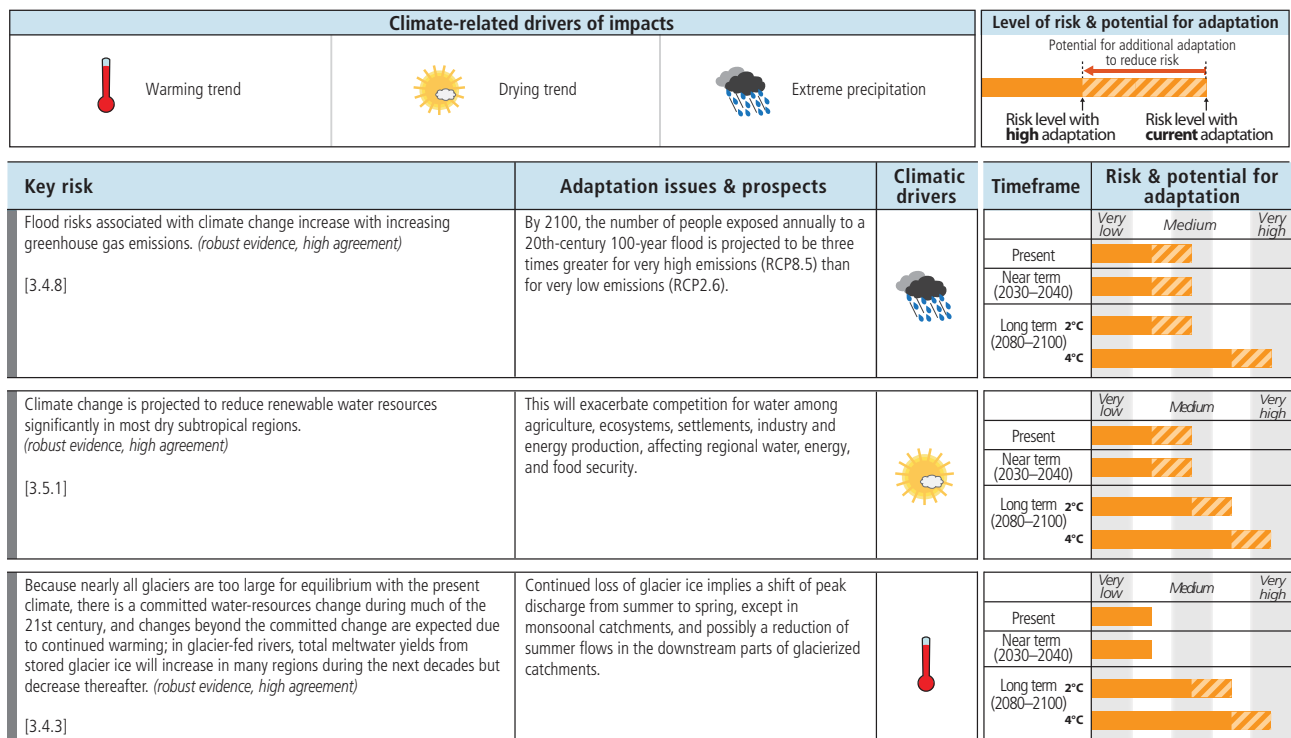 Climate-related drivers of impacts
Warming trend
Drying trend
Extreme precipitation
Level of risk & potential for adaptation
Potential for additional adaptation
to reduce risk
Risk level with
high adaptation
Risk level with
current adaptation
Key risk
Adaptation issues & prospects
Climatic
drivers
Timeframe
Risk & potential for
adaptation
Flood risks associated with climate change increase with increasing
greenhouse gas emissions. (robust evidence, high agreement)
[3.4.8]
By 2100, the number of people exposed annually to a
20th-century 100-year flood is projected to be three
times greater for very high emissions (RCP8.5) than
for very low emissions (RCP2.6).
Very
low
Medium
Very
high
Present
Near term
(2030–2040)
Long term 2°C
(2080–2100)
4°C
Climate change is projected to reduce renewable water resources
significantly in most dry subtropical regions.
(robust evidence, high agreement)
[3.5.1]
This will exacerbate competition for water among
agriculture, ecosystems, settlements, industry and
energy production, affecting regional water, energy,
and food security.
Very
low
Medium
Very
high
Present
Near term
(2030–2040)
Long term 2°C
(2080–2100)
4°C
Because nearly all glaciers are too large for equilibrium with the present
climate, there is a committed water-resources change during much of the
21st century, and changes beyond the committed change are expected due
to continued warming; in glacier-fed rivers, total meltwater yields from
stored glacier ice will increase in many regions during the next decades but
decrease thereafter. (robust evidence, high agreement)
[3.4.3]
Continued loss of glacier ice implies a shift of peak
discharge from summer to spring, except in
monsoonal catchments, and possibly a reduction of
summer flows in the downstream parts of glacierized
catchments.
Very
low
Medium
Very
high
Present
Near term
(2030–2040)
Long term 2°C
(2080–2100)
4°C